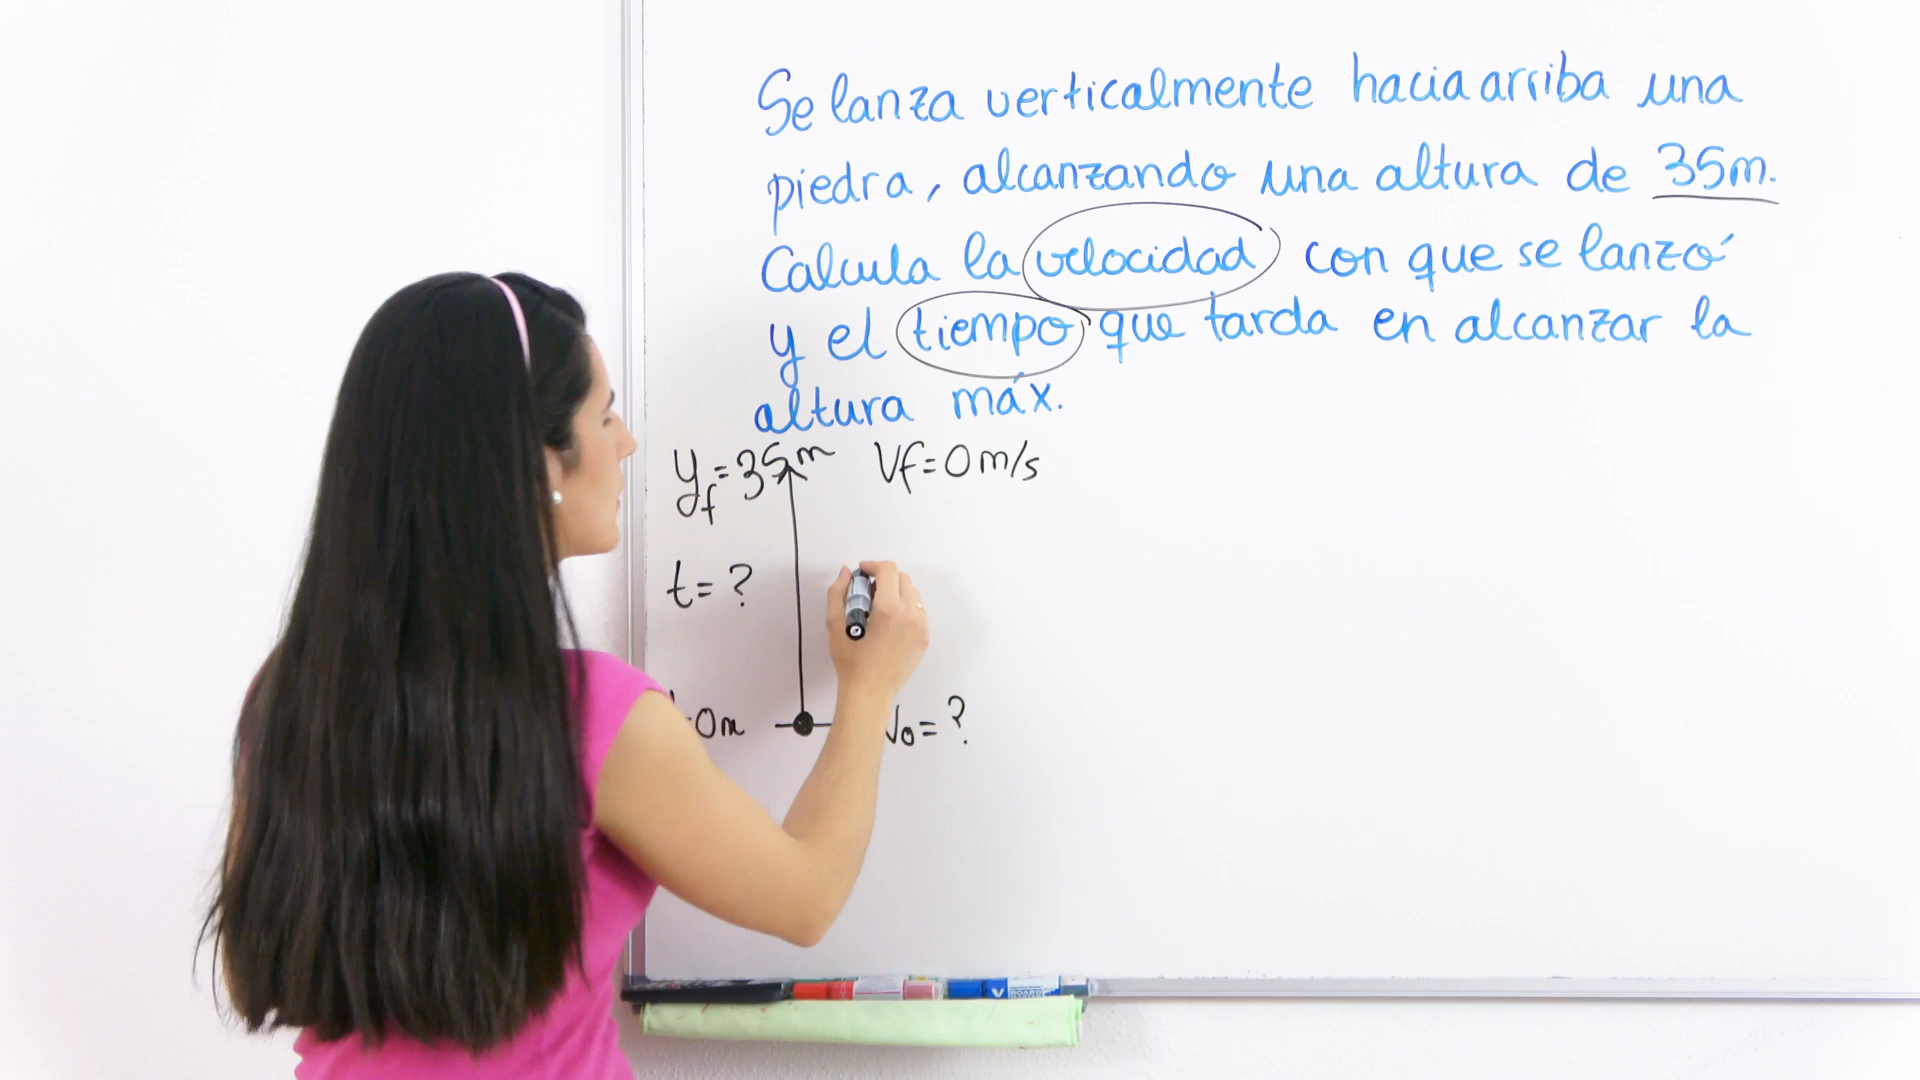 Se lanza verticalmente hacia arriba una
piedra, alcanzando una altura de 35m.
Calcula la velocidad con que se lanzó
y el tiempo que tarda en alcanzar la
altura máx.
yf=35m Vf=0m/s
t=?
0m V0=?